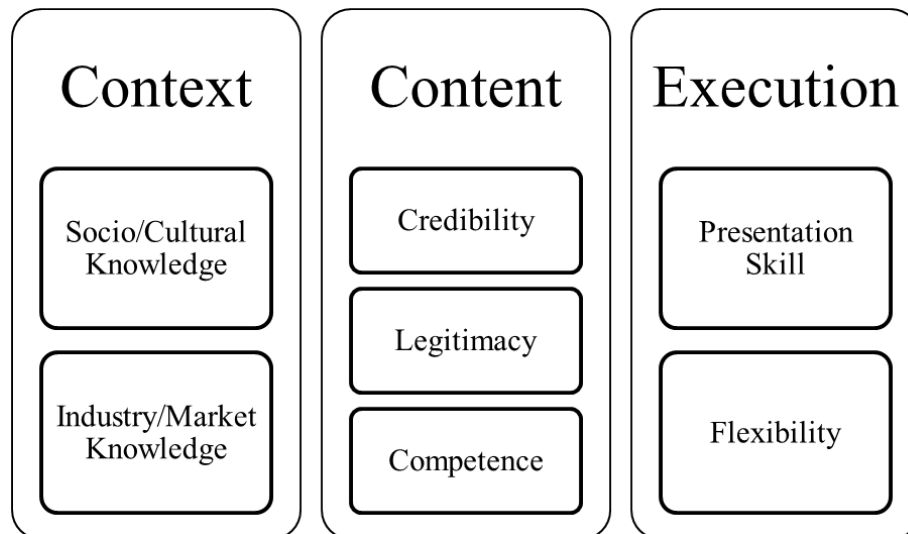 Context
Socio/Cultural
Knowledge
Industry/Market
Knowledge
Content
Credibility
Legitimacy
Competence
Execution
Presentation
Skill
Flexibility